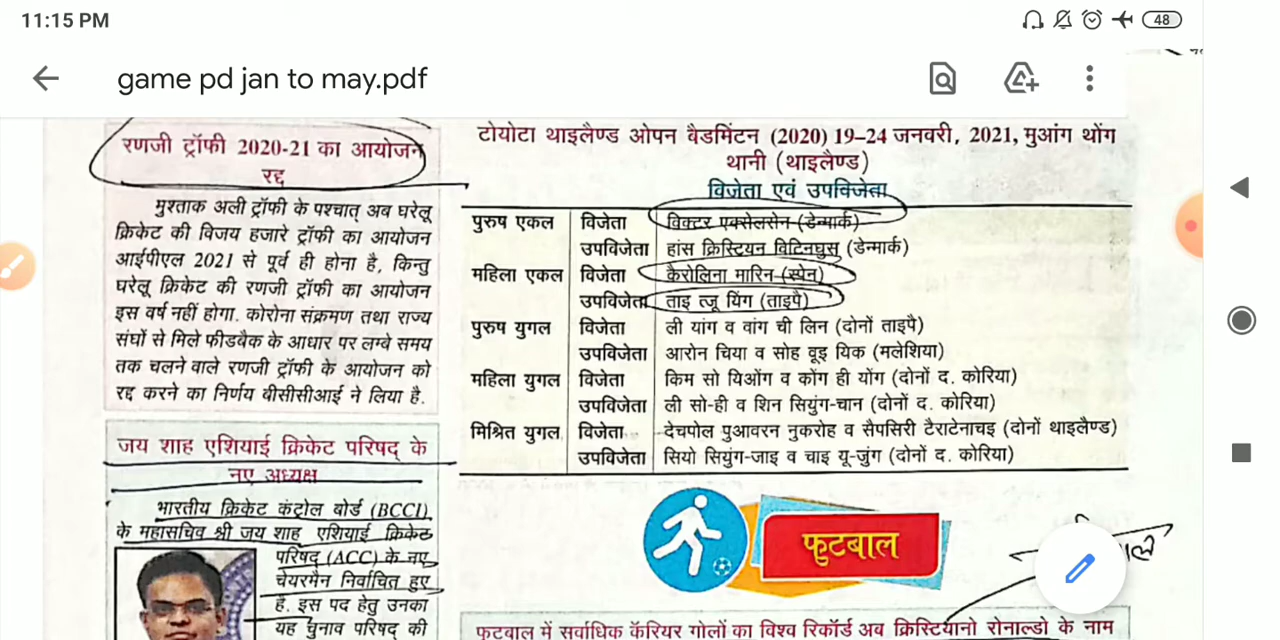 11:15 PM
48
game pd jan to may.pdf
रणजी ट्रॉफी 2020-21 का आयोजन
रद्द
मुश्ताक अली ट्रॉफी के पश्चात् अब घरेलू
क्रिकेट की विजय हजारे ट्रॉफी का आयोजन
आईपीएल 2021 से पूर्व ही होना है, किन्तु
घरेलू क्रिकेट की रणजी ट्रॉफी का आयोजन
इस वर्ष नहीं होगा. कोरोना संक्रमण तथा राज्य
संघों से मिले फीडबैक के आधार पर लम्बे समय
तक चलने वाले रणजी ट्रॉफी के आयोजन को
रद्द करने का निर्णय बीसीसीआई ने लिया है.
जय शाह एशियाई क्रिकेट परिषद् के
नए अध्यक्ष
भारतीय क्रिकेट कंट्रोल बोर्ड (BCCI)
के महासचिव श्री जय शाह एशियाई क्रिकेट
परिषद् (ACC) के नए
चेयरमैन निर्वाचित हुए
हैं. इस पद हेतु उनका
यह चुनाव परिषद् की
टोयोटा थाइलैण्ड ओपन बैडमिंटन (2020) 19–24 जनवरी, 2021, मुआंग थोंग
थानी (थाइलैण्ड)
विजेता एवं उपविजेता
पुरुष एकल विजेता विक्टर एक्सेलसेन (डेन्मार्क)
उपविजेता हांस क्रिस्टियन विटिनघुस (डेन्मार्क)
महिला एकल विजेता कैरोलिना मारिन (स्पेन)
उपविजेता ताइ त्जू यिंग (ताइपै)
पुरुष युगल विजेता ली यांग व वांग ची लिन (दोनों ताइपै)
उपविजेता आरोन चिया व सोह वूइ यिक (मलेशिया)
महिला युगल विजेता किम सो यिओंग व कोंग ही योंग (दोनों द. कोरिया)
उपविजेता ली सो-ही व शिन सियुंग-चान (दोनों द. कोरिया)
मिश्रित युगल विजेता देचपोल पुआवरन नुकरोह व सैपसिरी टैराटेनाचइ (दोनों थाइलैण्ड)
उपविजेता सियो सियुंग-जाइ व चाइ यू-जुंग (दोनों द. कोरिया)
फुटबाल
फुटबाल में सर्वाधिक कॅरियर गोलों का विश्व रिकॉर्ड अब क्रिस्टियानो रोनाल्डो के नाम